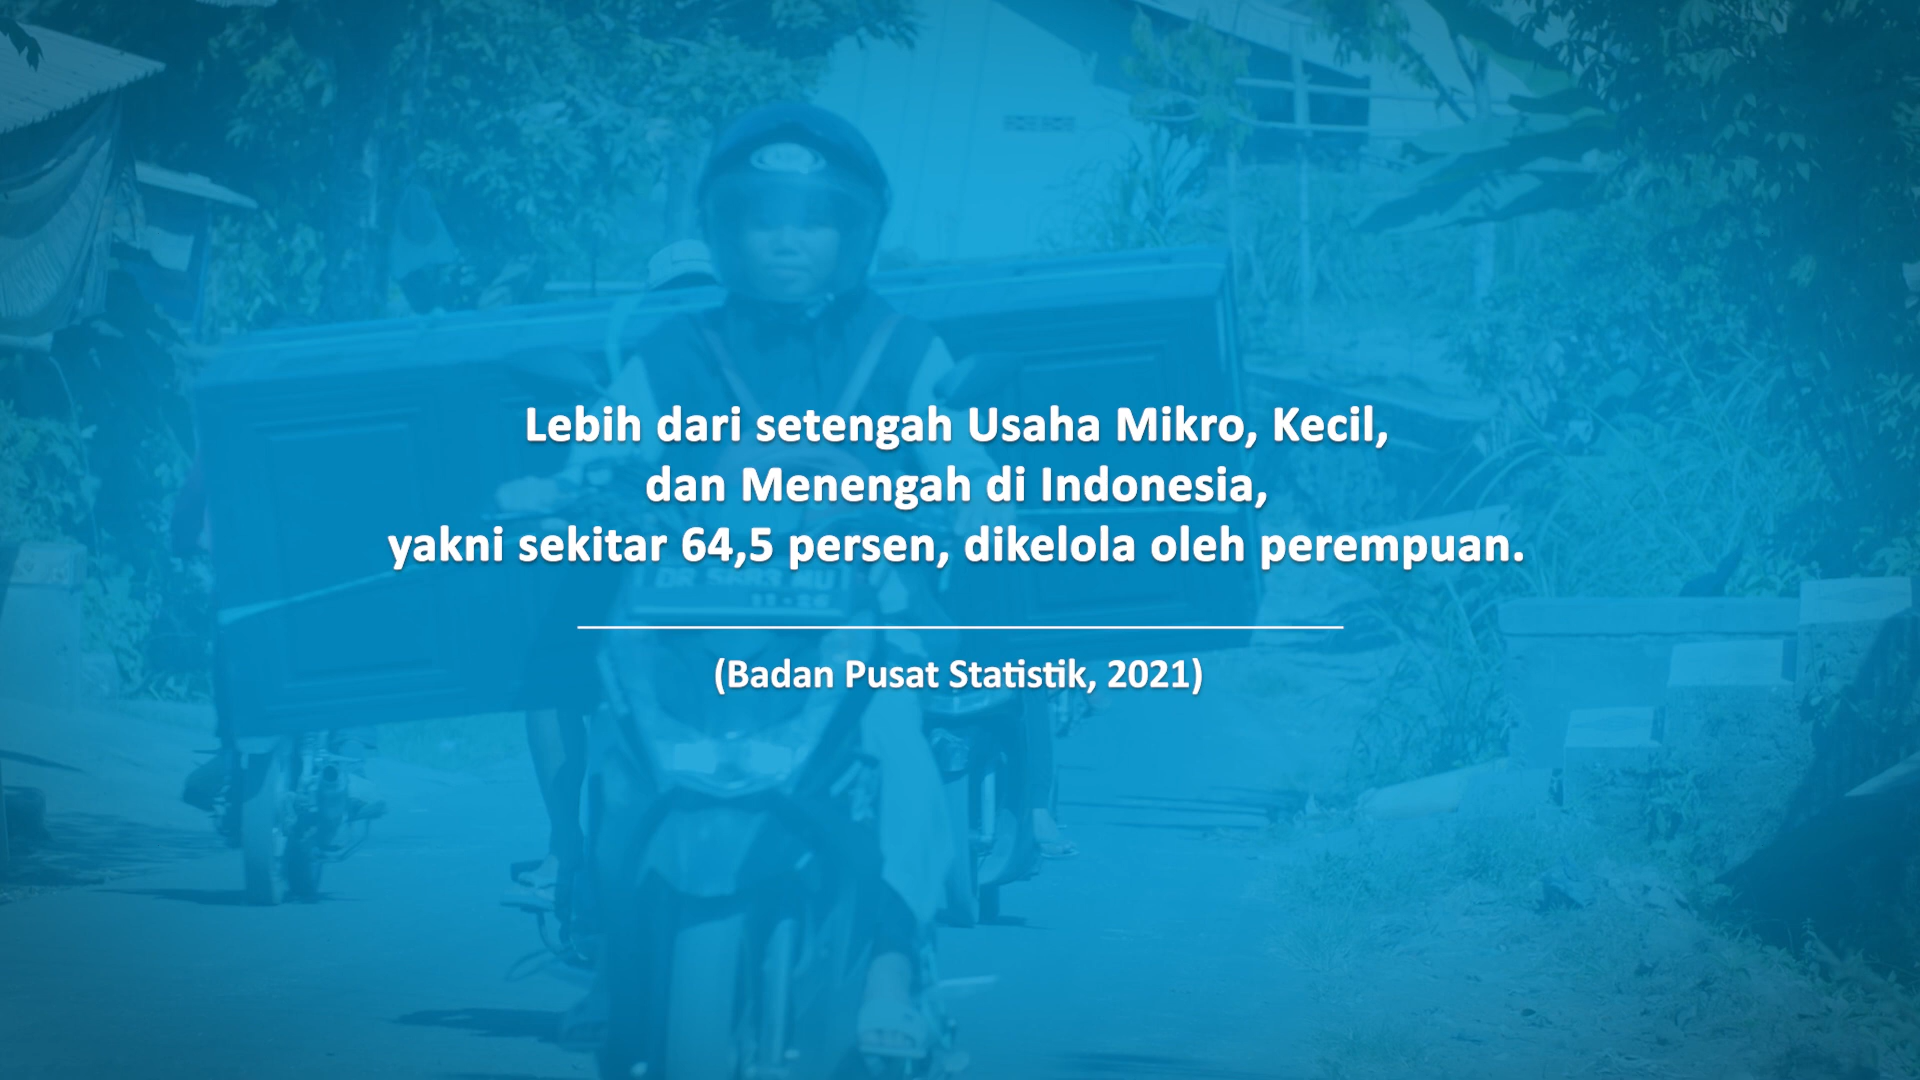 Lebih dari setengah Usaha Mikro, Kecil,
dan Menengah di Indonesia,
yakni sekitar 64,5 persen, dikelola oleh perempuan.
(Badan Pusat Statistik, 2021)